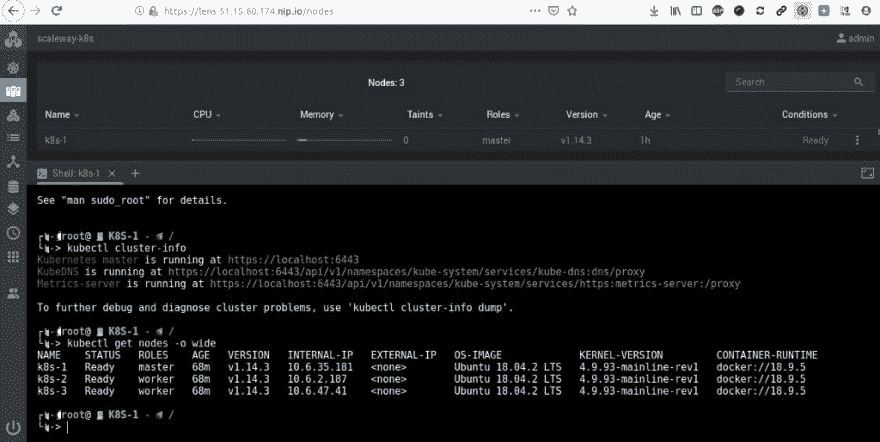 https://lens.51.15.60.174.nip.io/nodes
scaleway-k8s admin
Nodes: 3 Search
Name CPU Memory Taints Roles Version Age Conditions
k8s-1 0 master v1.14.3 1h Ready
Shell: k8s-1 × +
See "man sudo_root" for details.
root@ K8S-1 - /
-> kubectl cluster-info
Kubernetes master is running at https://localhost:6443
KubeDNS is running at https://localhost:6443/api/v1/namespaces/kube-system/services/kube-dns:dns/proxy
Metrics-server is running at https://localhost:6443/api/v1/namespaces/kube-system/services/https:metrics-server:/proxy
To further debug and diagnose cluster problems, use 'kubectl cluster-info dump'.
root@ K8S-1 - /
-> kubectl get nodes -o wide
NAME STATUS ROLES AGE VERSION INTERNAL-IP EXTERNAL-IP OS-IMAGE KERNEL-VERSION CONTAINER-RUNTIME
k8s-1 Ready master 68m v1.14.3 10.6.35.181 <none> Ubuntu 18.04.2 LTS 4.9.93-mainline-rev1 docker://18.9.5
k8s-2 Ready worker 68m v1.14.3 10.6.2.187 <none> Ubuntu 18.04.2 LTS 4.9.93-mainline-rev1 docker://18.9.5
k8s-3 Ready worker 68m v1.14.3 10.6.47.41 <none> Ubuntu 18.04.2 LTS 4.9.93-mainline-rev1 docker://18.9.5
root@ K8S-1 - /
->